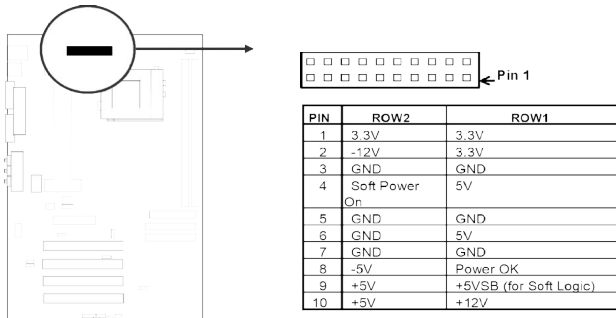 Pin 1
PIN ROW2 ROW1
1 3.3V 3.3V
2 -12V 3.3V
3 GND GND
4 Soft Power On 5V
5 GND GND
6 GND 5V
7 GND GND
8 -5V Power OK
9 +5V +5VSB (for Soft Logic)
10 +5V +12V